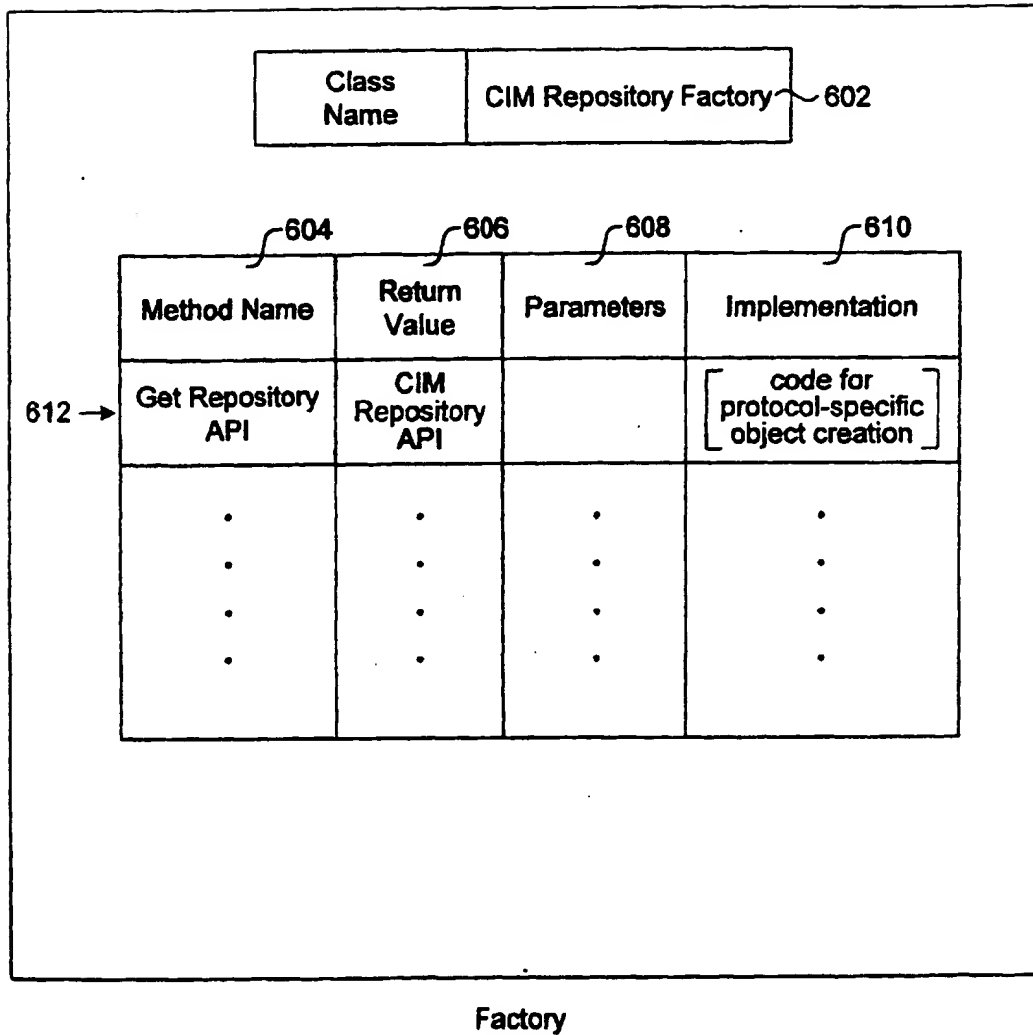 Class
Name
CIM Repository Factory
602
604
606
608
610
Method Name
Return
Value
Parameters
Implementation
612
Get Repository
API
CIM
Repository
API
code for
protocol-specific
object creation
Factory